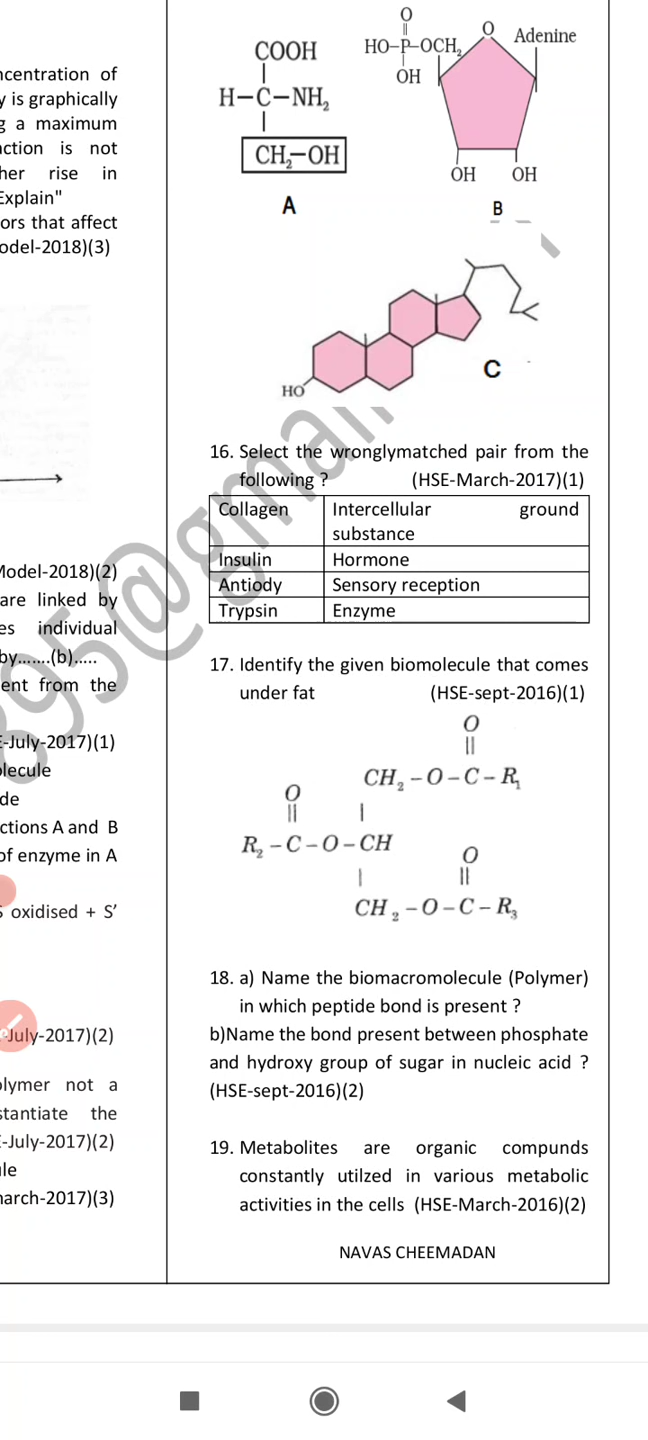 ncentration of
y is graphically
g a maximum
action is not
her rise in
Explain"
ors that affect
odel-2018)(3)
Model-2018)(2)
are linked by
es individual
by.......(b).....
ent from the
E-July-2017)(1)
olecule
de
ctions A and B
of enzyme in A
S oxidised + S′
e-July-2017)(2)
olymer not a
stantiate the
E-July-2017)(2)
ule
march-2017)(3)
COOH
H–C–NH₂
CH₂–OH
A
O
HO–P–OCH₂
OH
O
Adenine
OH OH
B
HO
C
16. Select the wronglymatched pair from the
following ? (HSE-March-2017)(1)
Collagen Intercellular ground
substance
Insulin Hormone
Antiody Sensory reception
Trypsin Enzyme
17. Identify the given biomolecule that comes
under fat (HSE-sept-2016)(1)
O
||
CH₂ – O – C – R₁
O
|| |
R₂ – C – O – CH
O
| ||
CH₂ – O – C – R₃
18. a) Name the biomacromolecule (Polymer)
in which peptide bond is present ?
b)Name the bond present between phosphate
and hydroxy group of sugar in nucleic acid ?
(HSE-sept-2016)(2)
19. Metabolites are organic compunds
constantly utilzed in various metabolic
activities in the cells (HSE-March-2016)(2)
NAVAS CHEEMADAN
895@gmail